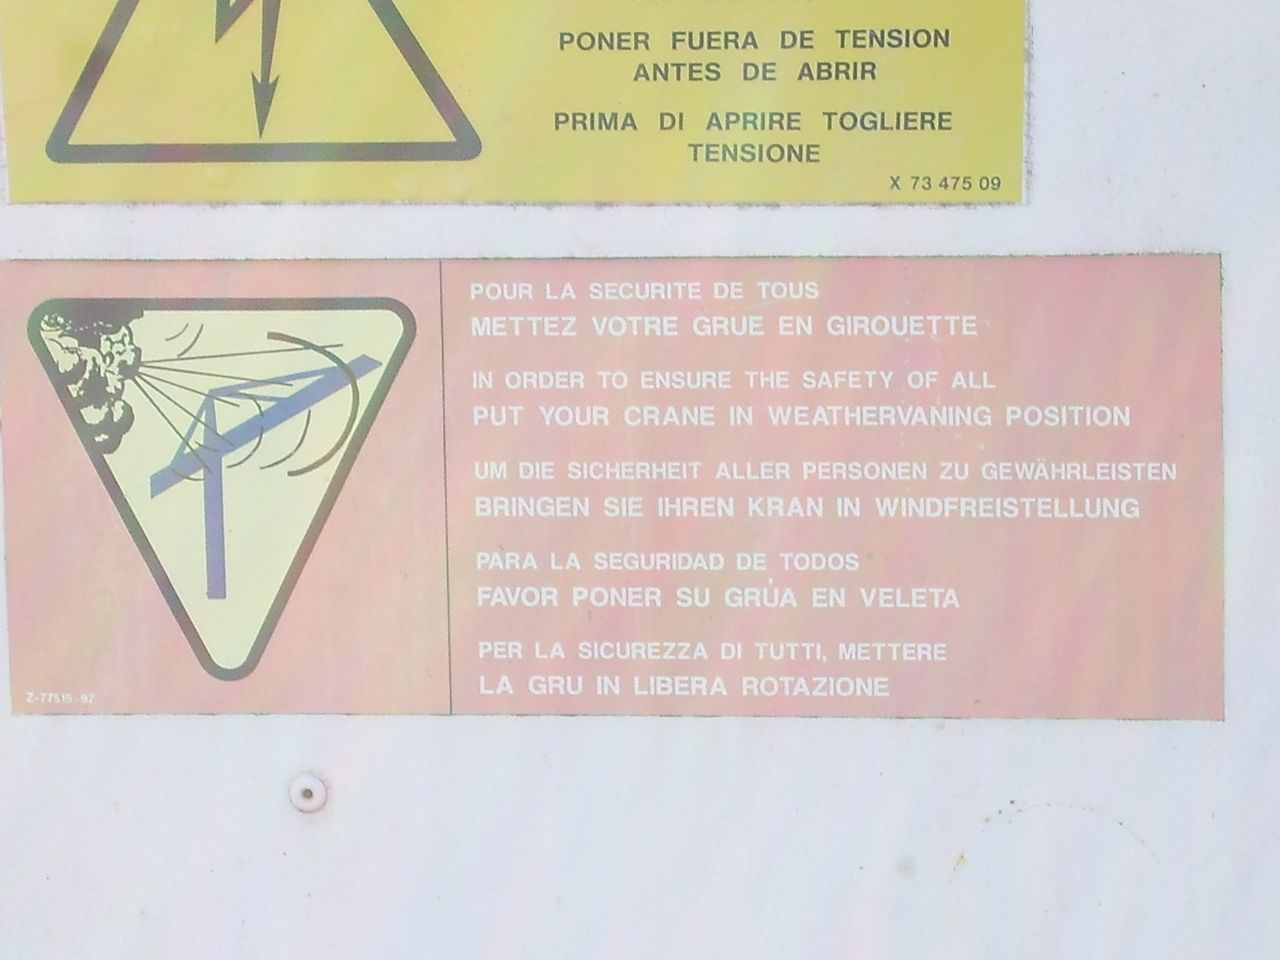 PONER FUERA DE TENSION
ANTES DE ABRIR
PRIMA DI APRIRE TOGLIERE
TENSIONE
X 73 475 09
POUR LA SECURITE DE TOUS
METTEZ VOTRE GRUE EN GIROUETTE
IN ORDER TO ENSURE THE SAFETY OF ALL
PUT YOUR CRANE IN WEATHERVANING POSITION
UM DIE SICHERHEIT ALLER PERSONEN ZU GEWÄHRLEISTEN
BRINGEN SIE IHREN KRAN IN WINDFREISTELLUNG
PARA LA SEGURIDAD DE TODOS
FAVOR PONER SU GRÙA EN VELETA
PER LA SICUREZZA DI TUTTI, METTERE
LA GRU IN LIBERA ROTAZIONE
Z-77515-97